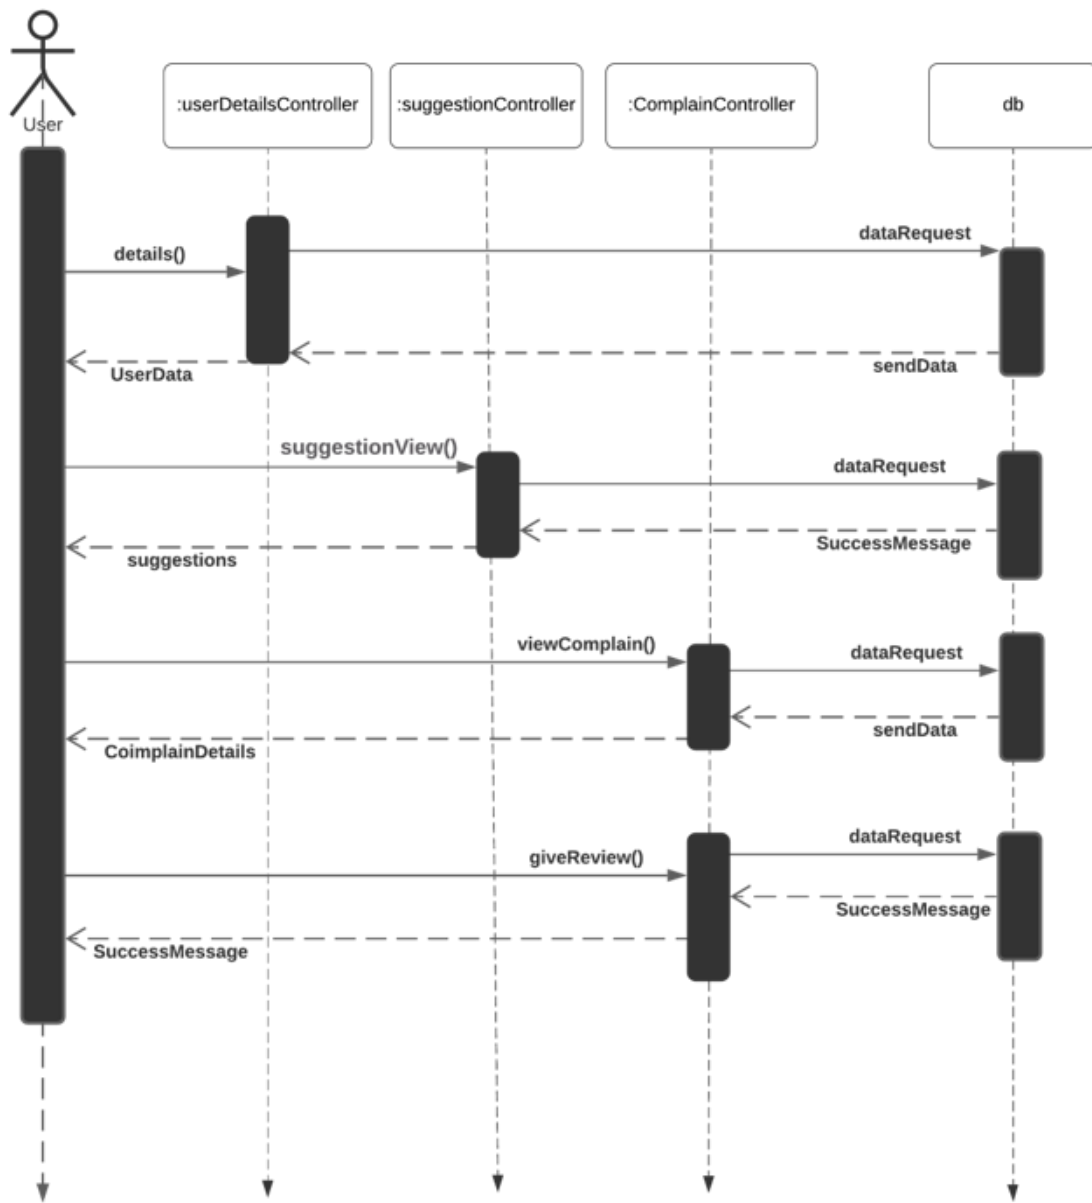 User
:userDetailsController
:suggestionController
:ComplainController
db
dataRequest
details()
sendData
UserData
suggestionView()
dataRequest
SuccessMessage
suggestions
viewComplain()
dataRequest
sendData
CoimplainDetails
dataRequest
giveReview()
SuccessMessage
SuccessMessage